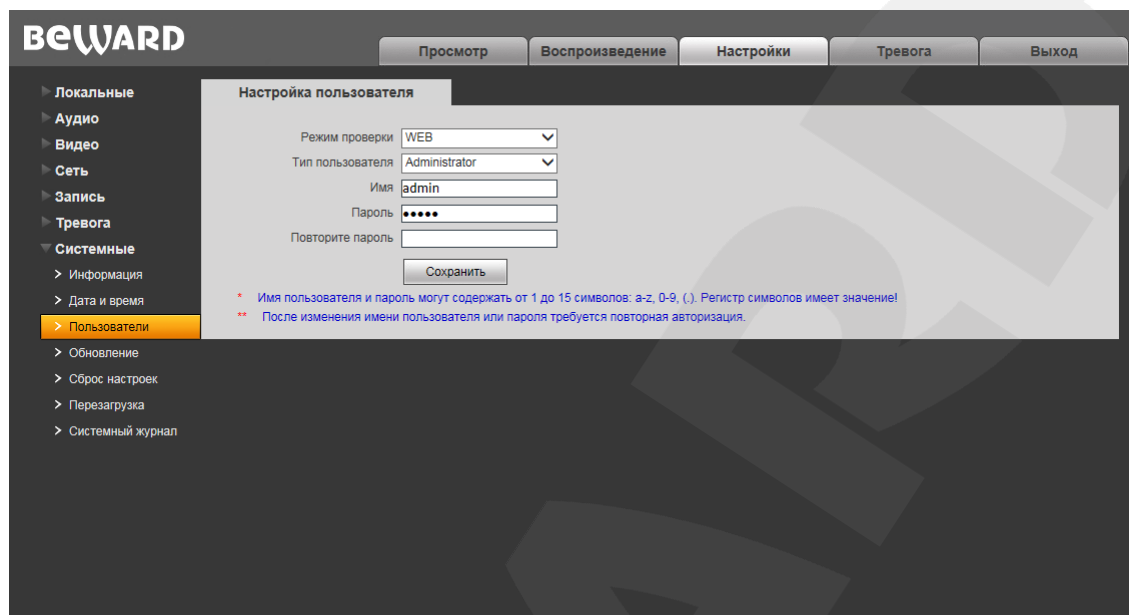 BEWARD
Просмотр Воспроизведение Настройки Тревога Выход
Локальные
Аудио
Видео
Сеть
Запись
Тревога
Системные
Информация
Дата и время
Пользователи
Обновление
Сброс настроек
Перезагрузка
Системный журнал
Настройка пользователя
Режим проверки WEB
Тип пользователя Administrator
Имя admin
Пароль •••••
Повторите пароль
Сохранить
* Имя пользователя и пароль могут содержать от 1 до 15 символов: a-z, 0-9, (.). Регистр символов имеет значение!
** После изменения имени пользователя или пароля требуется повторная авторизация.